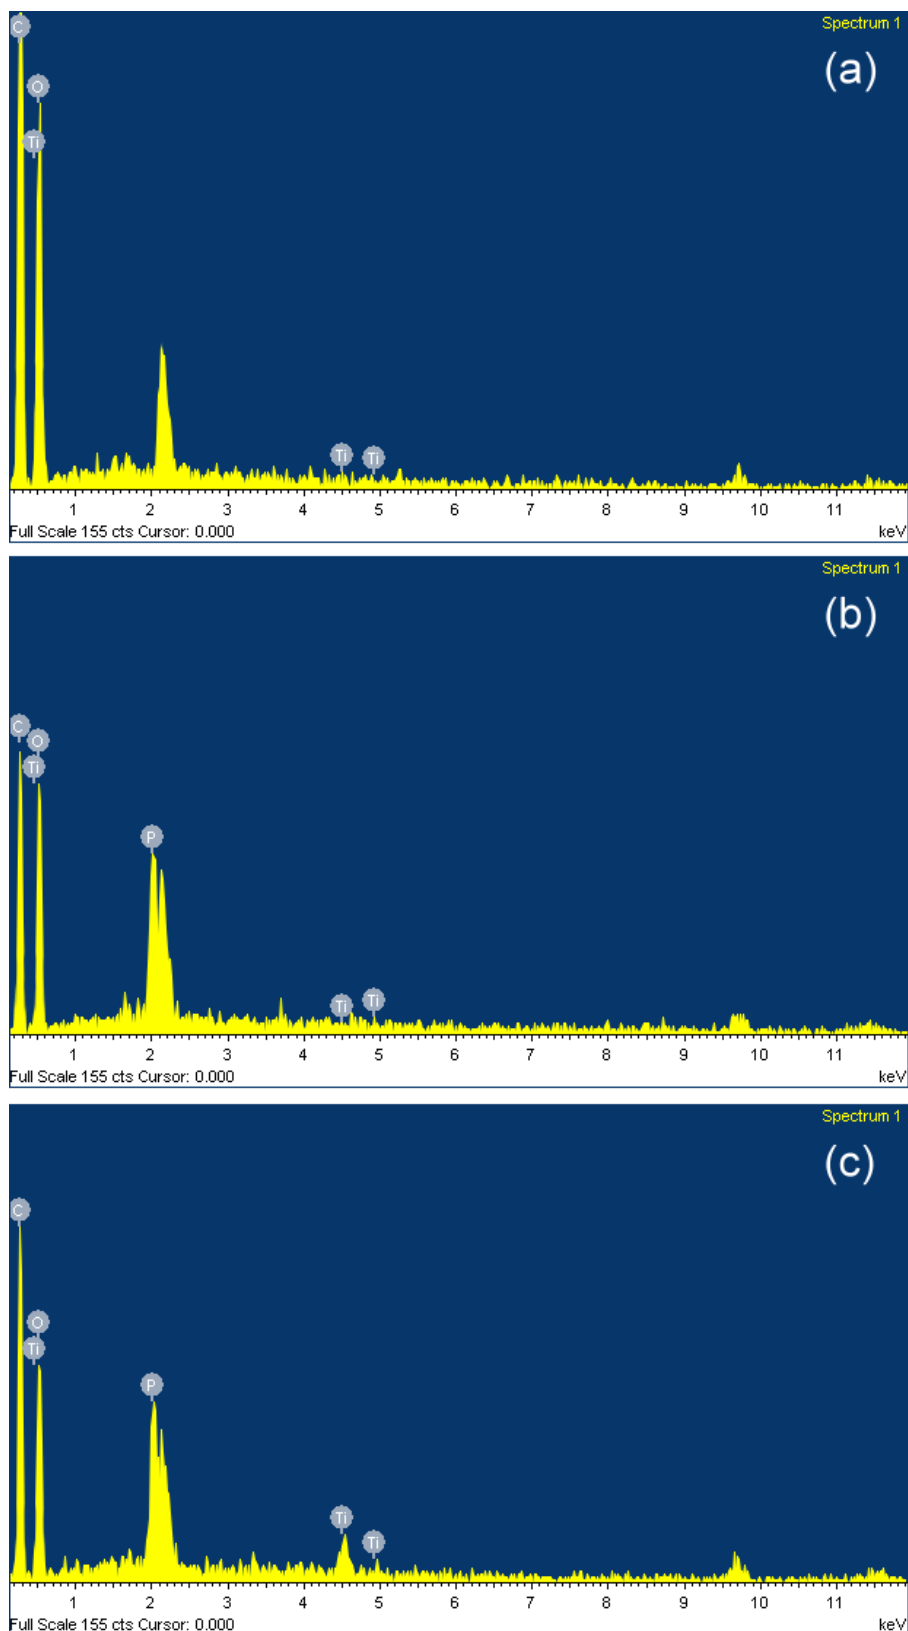 Spectrum 1
(a)
C
O
Ti
Ti Ti
1 2 3 4 5 6 7 8 9 10 11
Full Scale 155 cts Cursor: 0.000 keV
Spectrum 1
(b)
C
O
Ti
P
Ti Ti
1 2 3 4 5 6 7 8 9 10 11
Full Scale 155 cts Cursor: 0.000 keV
Spectrum 1
(c)
C
O
Ti
P
Ti
Ti
1 2 3 4 5 6 7 8 9 10 11
Full Scale 155 cts Cursor: 0.000 keV